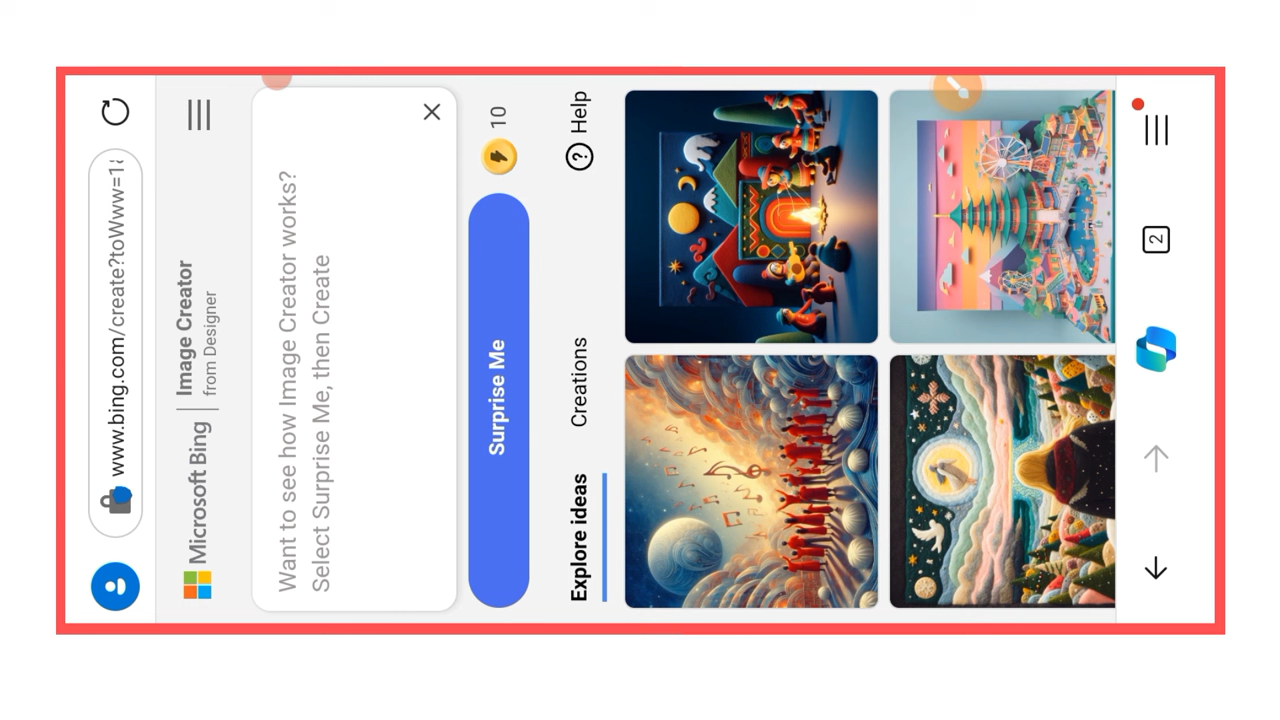 www.bing.com/create?toWww=1
Microsoft Bing | Image Creator
from Designer
Want to see how Image Creator works?
Select Surprise Me, then Create
Surprise Me
10
Explore ideas
Creations
Help
2